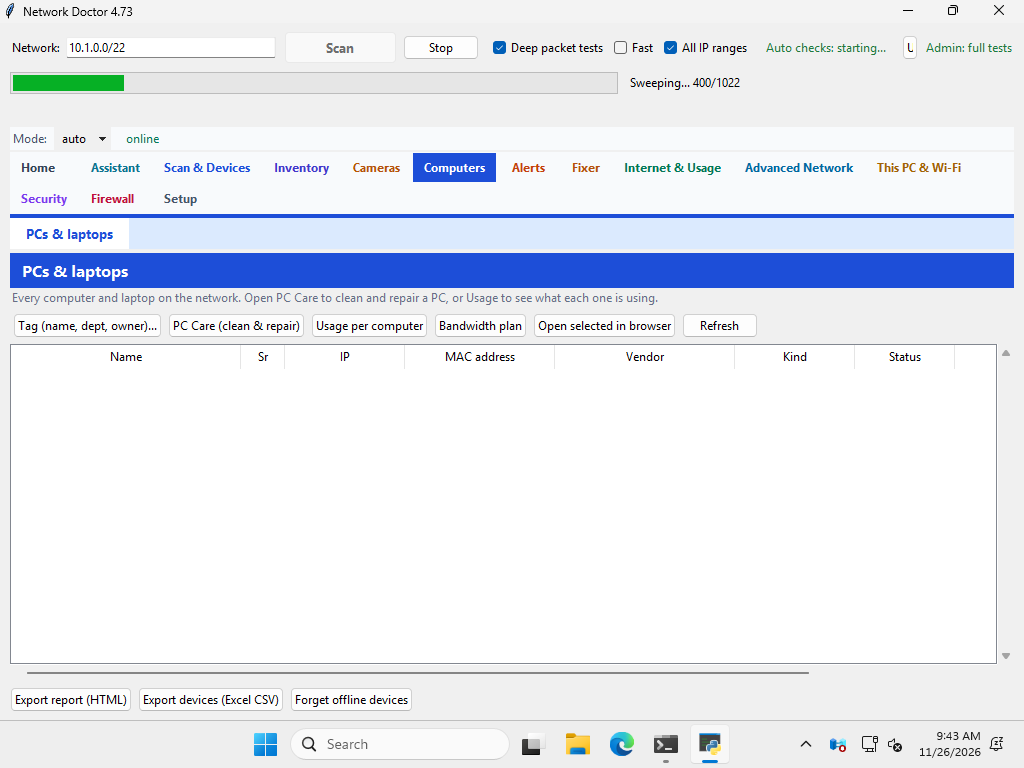 Network Doctor 4.73
Network: 10.1.0.0/22 Scan Stop Deep packet tests Fast All IP ranges Auto checks: starting... Admin: full tests
Sweeping... 400/1022
Mode: auto online
Home Assistant Scan & Devices Inventory Cameras Computers Alerts Fixer Internet & Usage Advanced Network This PC & Wi-Fi
Security Firewall Setup
PCs & laptops
PCs & laptops
Every computer and laptop on the network. Open PC Care to clean and repair a PC, or Usage to see what each one is using.
Tag (name, dept, owner)... PC Care (clean & repair) Usage per computer Bandwidth plan Open selected in browser Refresh
Name Sr IP MAC address Vendor Kind Status
Export report (HTML) Export devices (Excel CSV) Forget offline devices
Search
9:43 AM
11/26/2026